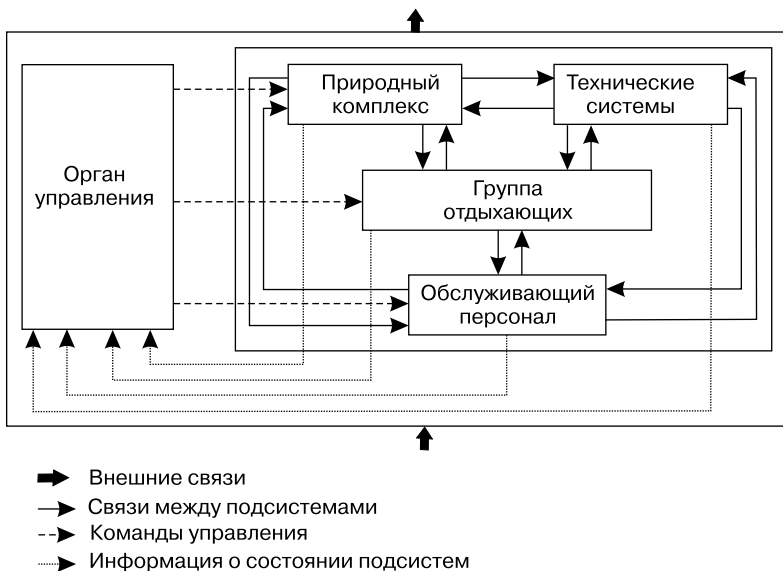 Орган
управления
Природный
комплекс
Технические
системы
Группа
отдыхающих
Обслуживающий
персонал
Внешние связи
Связи между подсистемами
Команды управления
Информация о состоянии подсистем